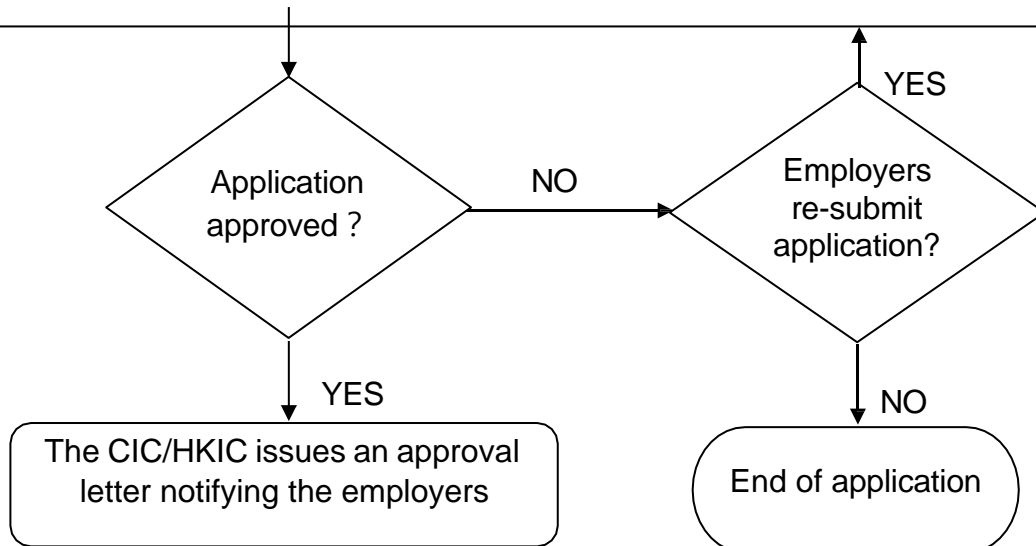 YES
Application
approved ?
NO
Employers
re-submit
application?
YES
NO
The CIC/HKIC issues an approval
letter notifying the employers
End of application